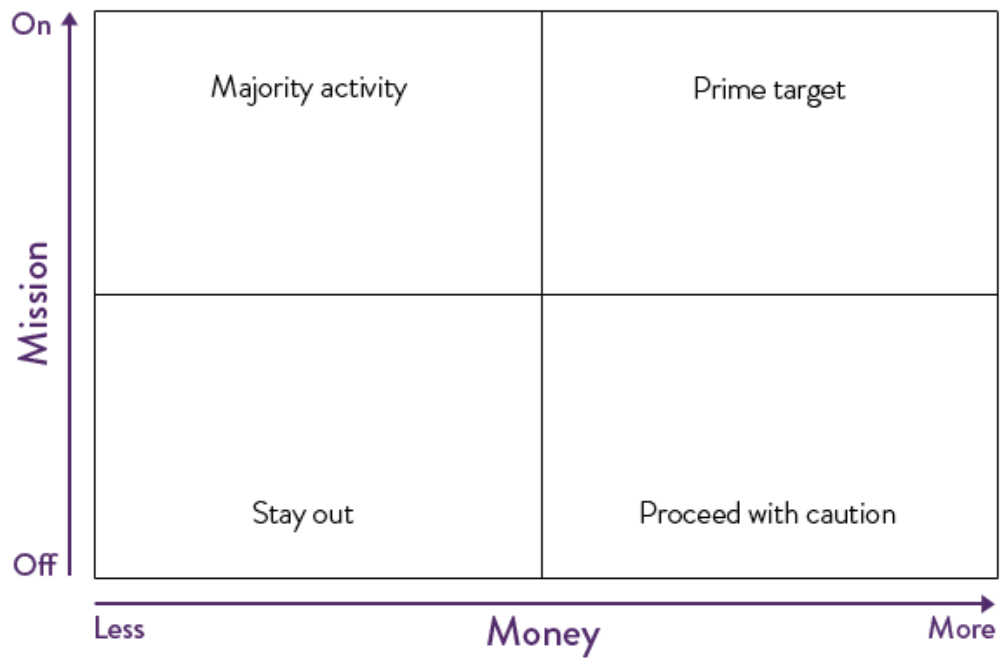 On
Majority activity
Prime target
Mission
Stay out
Proceed with caution
Off
Less
Money
More